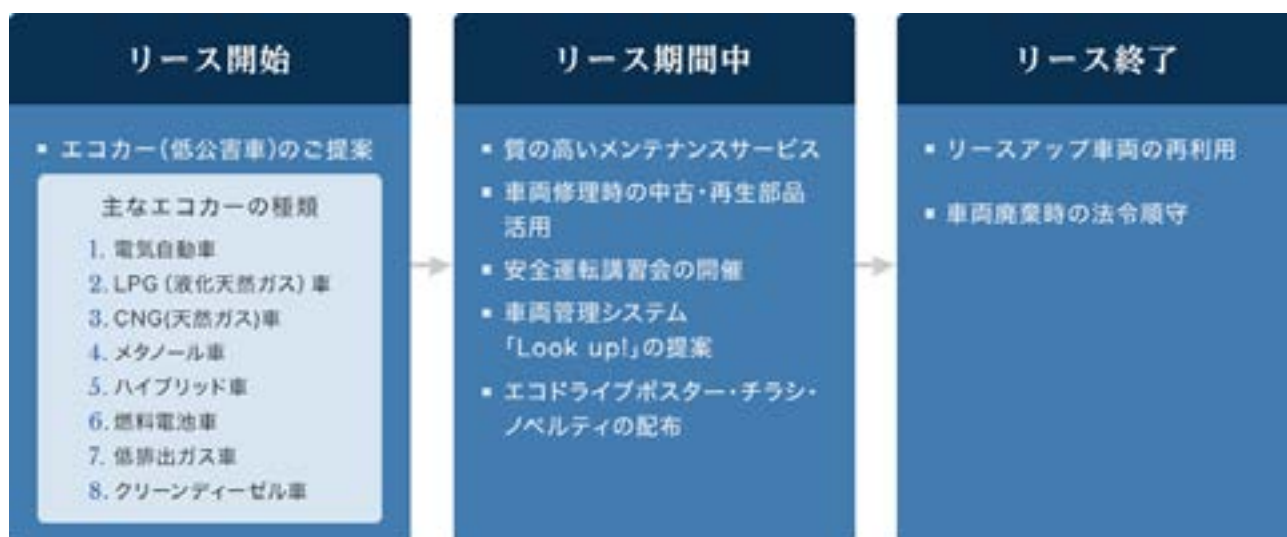 リース開始
▪ エコカー(低公害車)のご提案
主なエコカーの種類
1. 電気自動車
2. LPG (液化天然ガス) 車
3. CNG(天然ガス)車
4. メタノール車
5. ハイブリッド車
6. 燃料電池車
7. 低排出ガス車
8. クリーンディーゼル車
リース期間中
▪ 質の高いメンテナンスサービス
▪ 車両修理時の中古・再生部品
活用
▪ 安全運転講習会の開催
▪ 車両管理システム
「Look up!」の提案
▪ エコドライブポスター・チラシ・
ノベルティの配布
リース終了
▪ リースアップ車両の再利用
▪ 車両廃棄時の法令順守